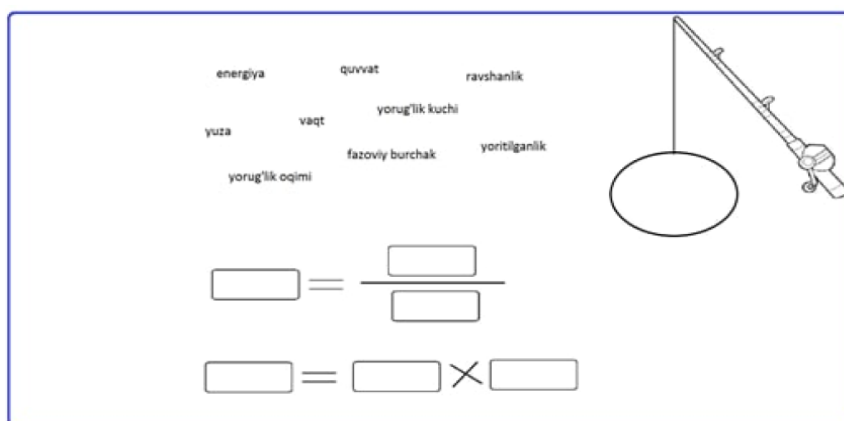 energiya
quvvat
ravshanlik
yorug'lik kuchi
vaqt
yuza
yoritilganlik
fazoviy burchak
yorug'lik oqimi